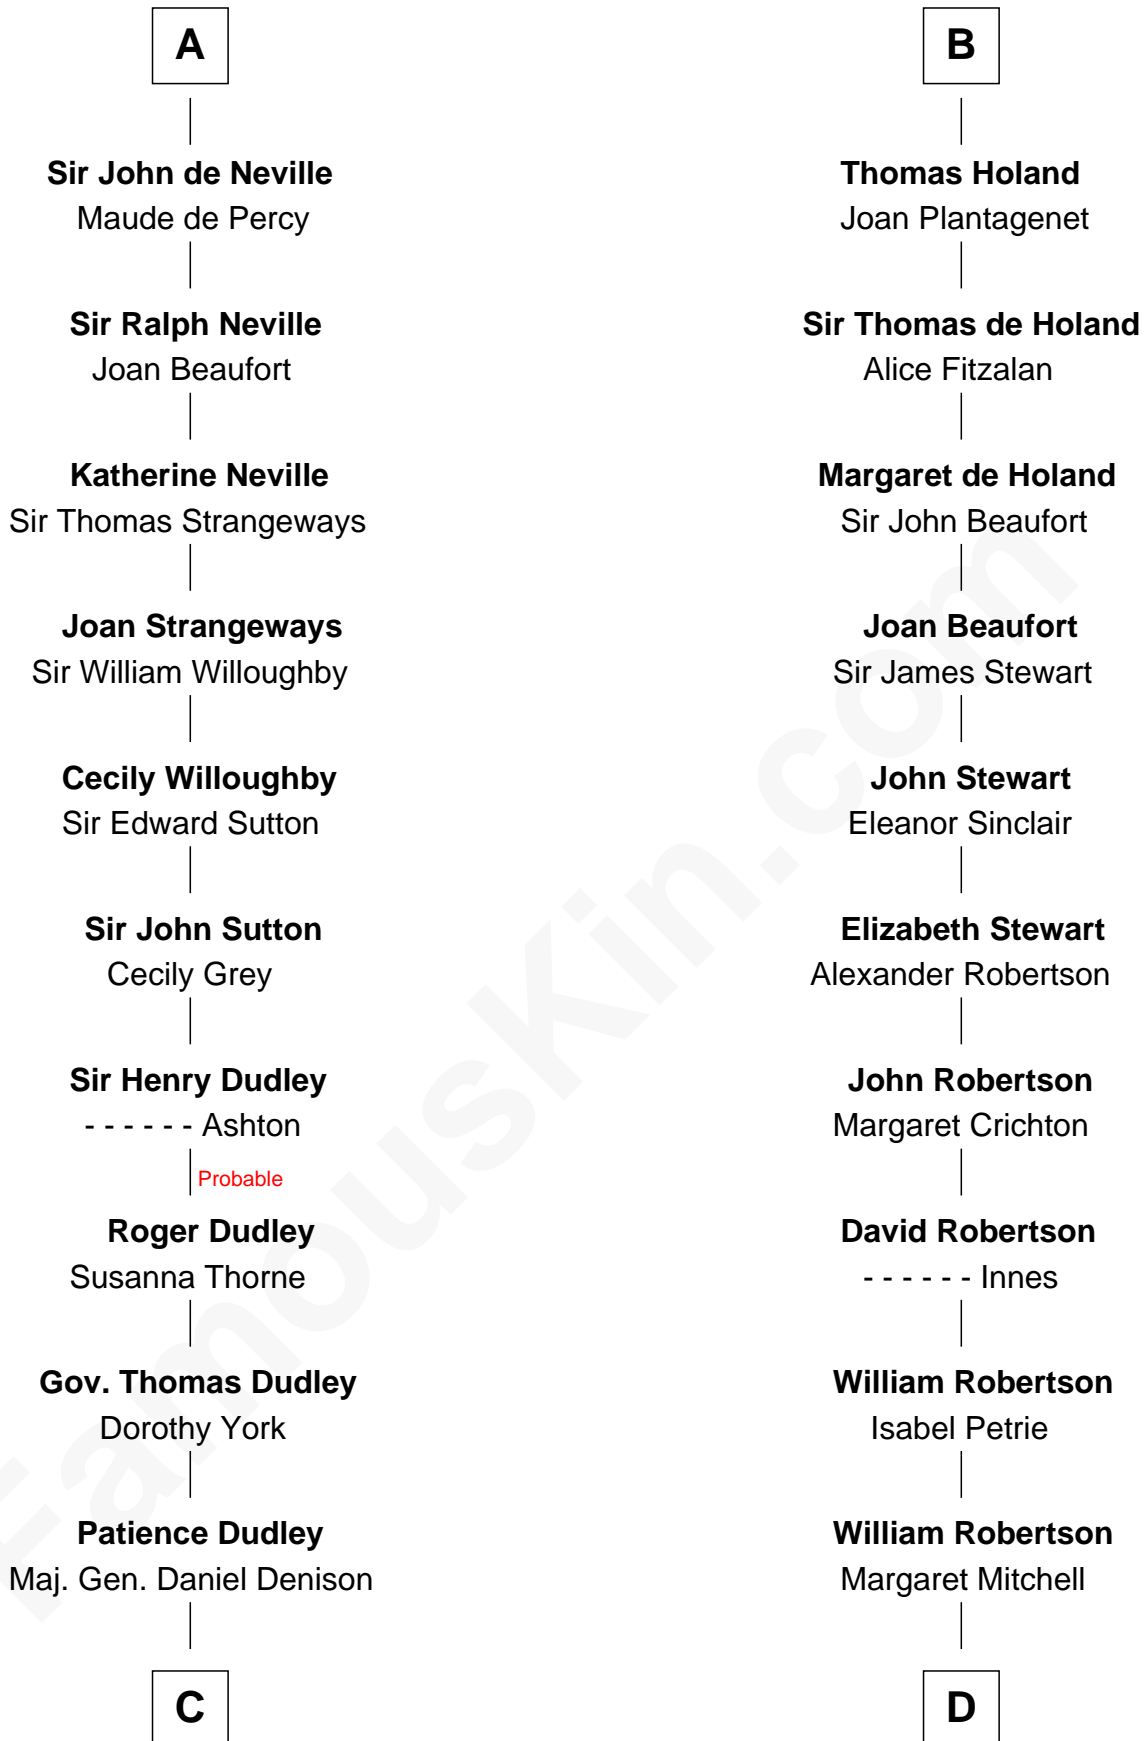 A
Sir John de Neville
Maude de Percy
Sir Ralph Neville
Joan Beaufort
Katherine Neville
Sir Thomas Strangeways
Joan Strangeways
Sir William Willoughby
Cecily Willoughby
Sir Edward Sutton
Sir John Sutton
Cecily Grey
Sir Henry Dudley
- - - - - - Ashton
Probable
Roger Dudley
Susanna Thorne
Gov. Thomas Dudley
Dorothy York
Patience Dudley
Maj. Gen. Daniel Denison
C
B
Thomas Holand
Joan Plantagenet
Sir Thomas de Holand
Alice Fitzalan
Margaret de Holand
Sir John Beaufort
Joan Beaufort
Sir James Stewart
John Stewart
Eleanor Sinclair
Elizabeth Stewart
Alexander Robertson
John Robertson
Margaret Crichton
David Robertson
- - - - - - Innes
William Robertson
Isabel Petrie
William Robertson
Margaret Mitchell
D
FamousKin.com